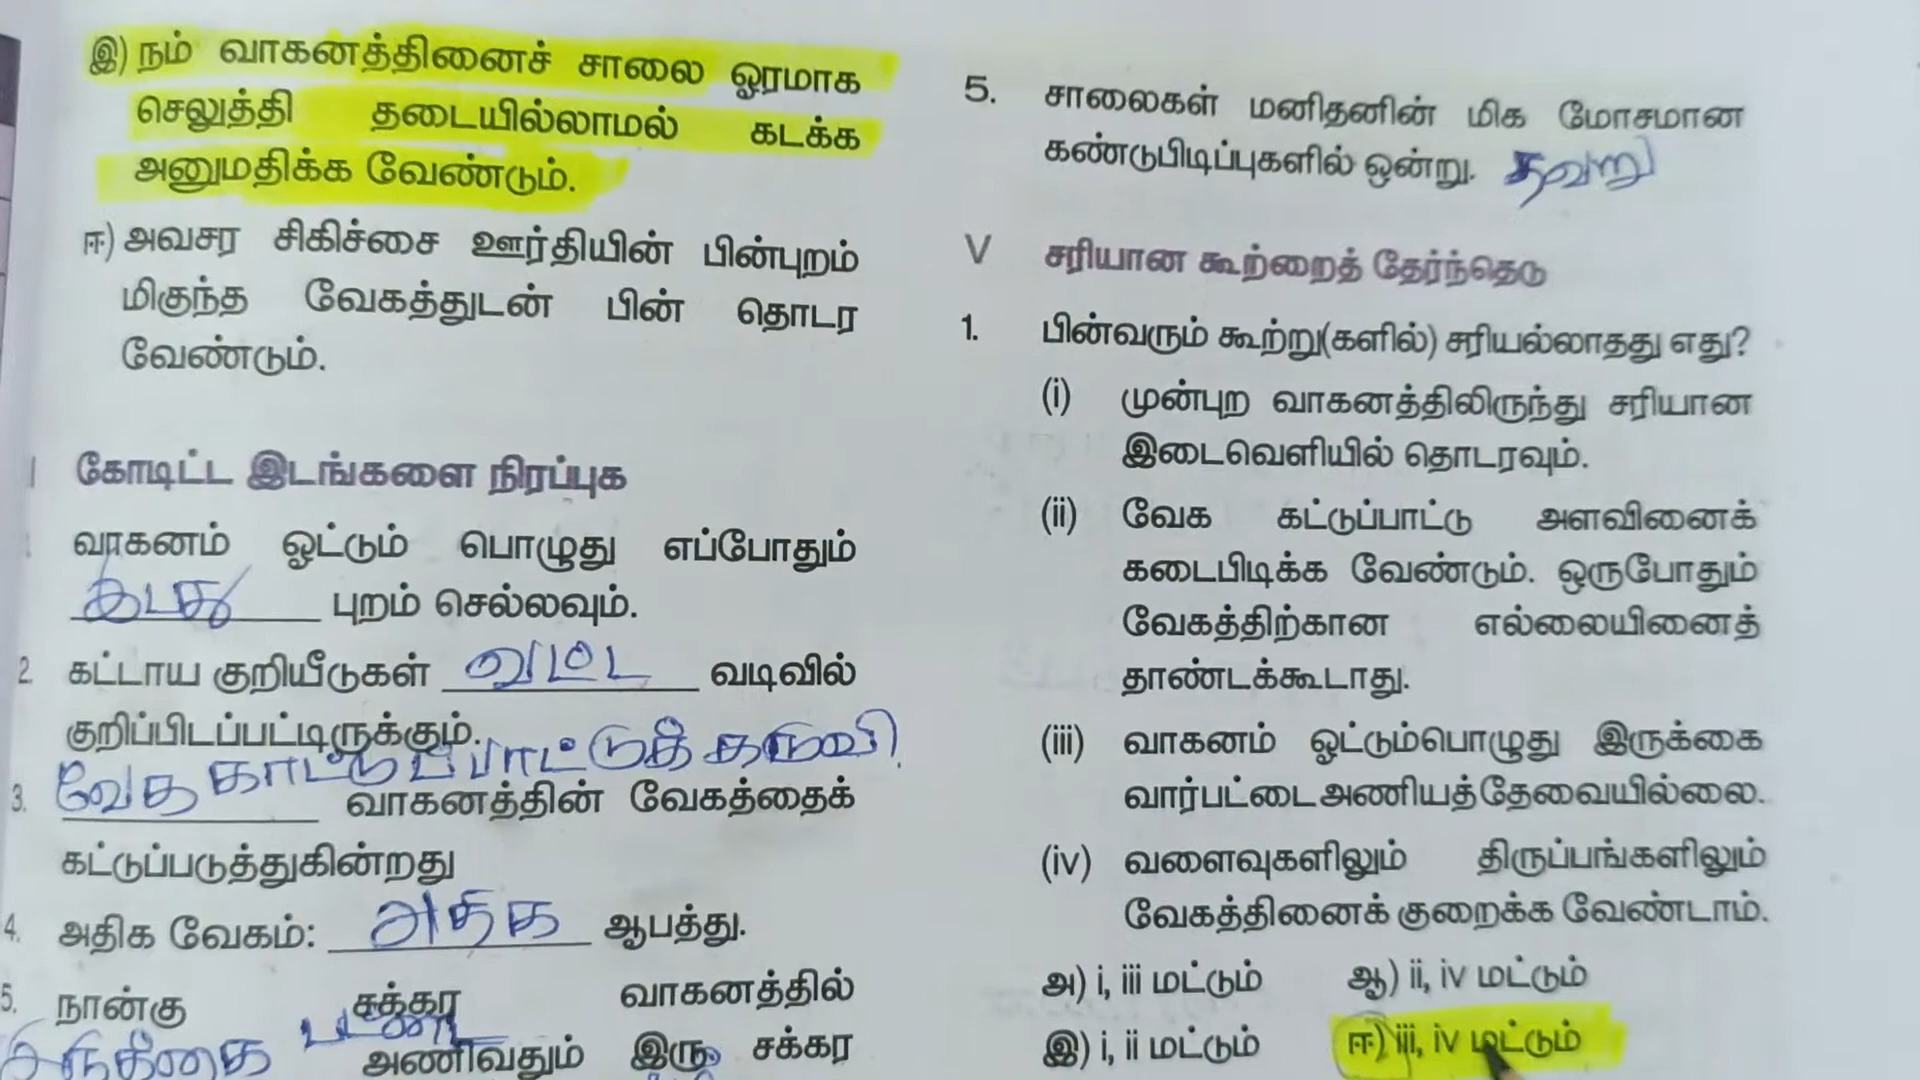 இ) நம் வாகனத்தினைச் சாலை ஓரமாக
செலுத்தி தடையில்லாமல் கடக்க
அனுமதிக்க வேண்டும்.
ஈ) அவசர சிகிச்சை ஊர்தியின் பின்புறம்
மிகுந்த வேகத்துடன் பின் தொடர
வேண்டும்.
கோடிட்ட இடங்களை நிரப்புக
வாகனம் ஓட்டும் பொழுது எப்போதும்
இடது புறம் செல்லவும்.
2. கட்டாய குறியீடுகள் வட்ட வடிவில்
குறிப்பிடப்பட்டிருக்கும்.
வேக காட்டுப்பாட்டுக் கருவி
3. வாகனத்தின் வேகத்தைக்
கட்டுப்படுத்துகின்றது
4. அதிக வேகம்: அதிக ஆபத்து.
5. நான்கு சக்கர வாகனத்தில்
அணிவதும் இரு சக்கர
5. சாலைகள் மனிதனின் மிக மோசமான
கண்டுபிடிப்புகளில் ஒன்று. தவறு
V சரியான கூற்றைத் தேர்ந்தெடு
1. பின்வரும் கூற்று(களில்) சரியல்லாதது எது?
(i) முன்புற வாகனத்திலிருந்து சரியான
இடைவெளியில் தொடரவும்.
(ii) வேக கட்டுப்பாட்டு அளவினைக்
கடைபிடிக்க வேண்டும். ஒருபோதும்
வேகத்திற்கான எல்லையினைத்
தாண்டக்கூடாது.
(iii) வாகனம் ஓட்டும்பொழுது இருக்கை
வார்பட்டை அணியத்தேவையில்லை.
(iv) வளைவுகளிலும் திருப்பங்களிலும்
வேகத்தினைக் குறைக்க வேண்டாம்.
அ) i, iii மட்டும் ஆ) ii, iv மட்டும்
இ) i, ii மட்டும் ஈ) iii, iv மட்டும்